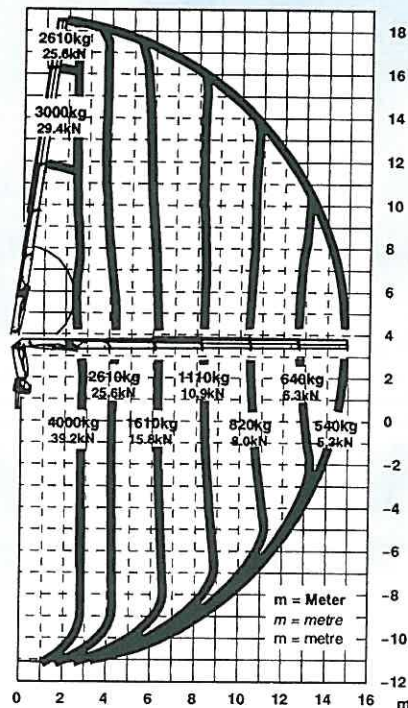 m
2610kg
25.6kN
3000kg
29.4kN
18
16
14
12
10
8
6
4
2
0
-2
-4
-6
-8
-10
-12
2610kg
25.6kN
1110kg
10.9kN
646kg
6.3kN
4000kg
39.2kN
1610kg
15.8kN
820kg
8.0kN
540kg
5.3kN
m = Meter
m = metre
m = metre
0 2 4 6 8 10 12 14 16 m